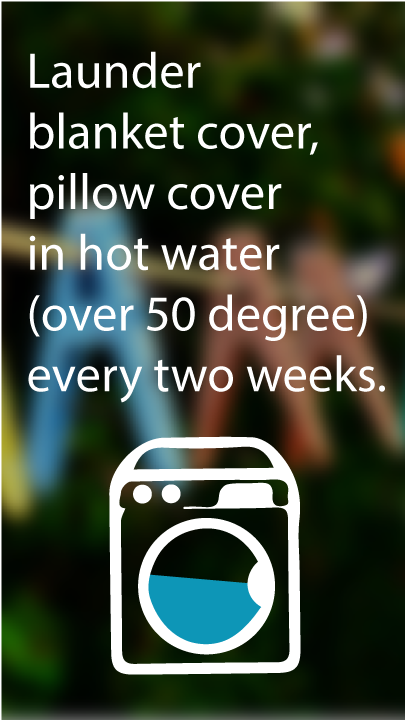 Launder
blanket cover,
pillow cover
in hot water
(over 50 degree)
every two weeks.